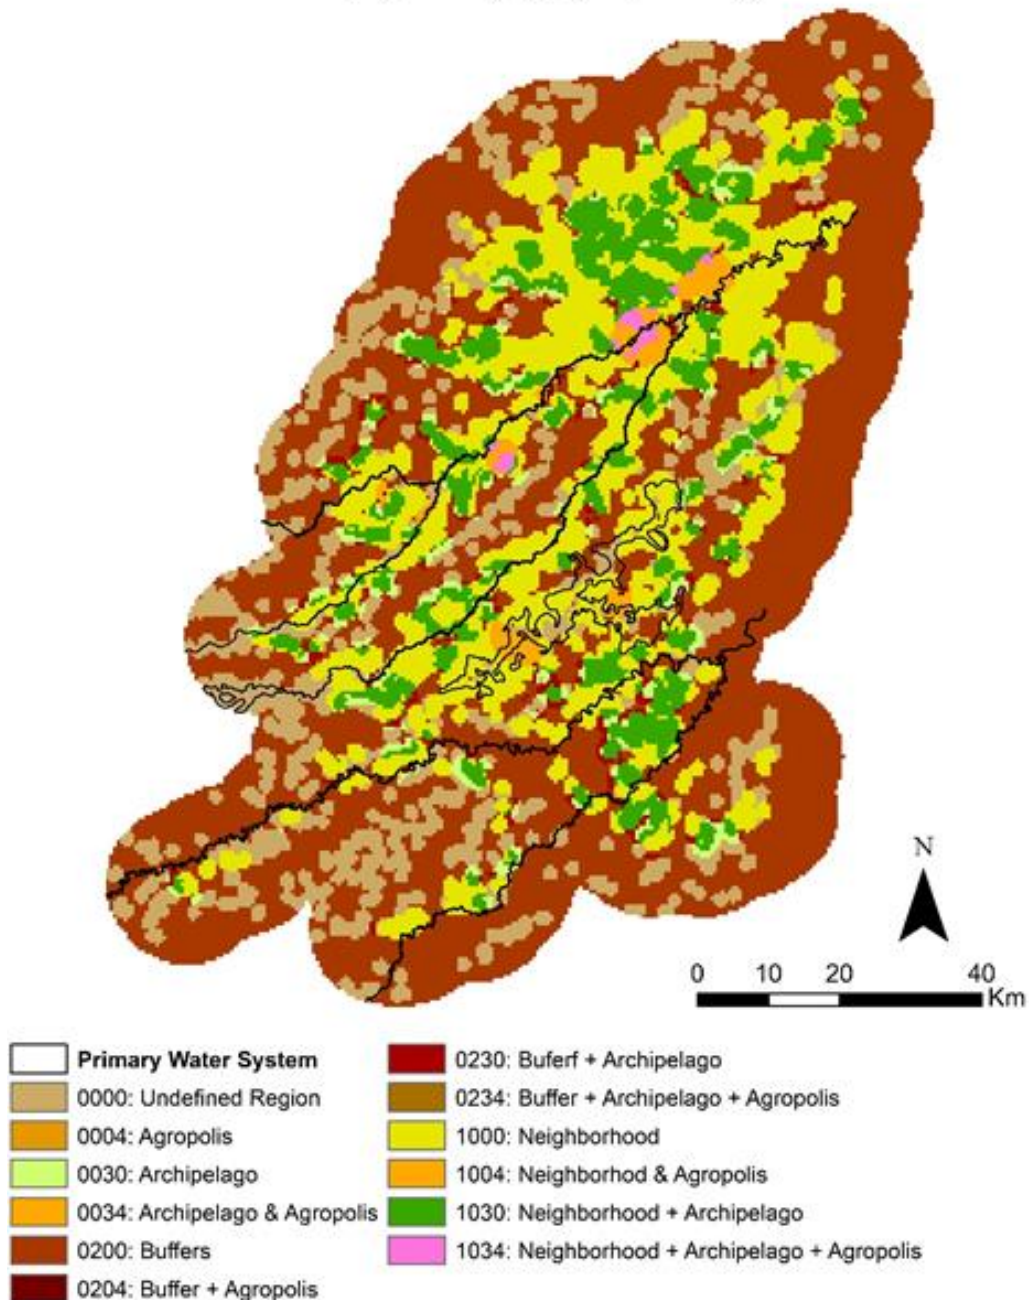 N
0 10 20 40
Km
Primary Water System
0000: Undefined Region
0004: Agropolis
0030: Archipelago
0034: Archipelago & Agropolis
0200: Buffers
0204: Buffer + Agropolis
0230: Buferf + Archipelago
0234: Buffer + Archipelago + Agropolis
1000: Neighborhood
1004: Neighborhod & Agropolis
1030: Neighborhood + Archipelago
1034: Neighborhood + Archipelago + Agropolis